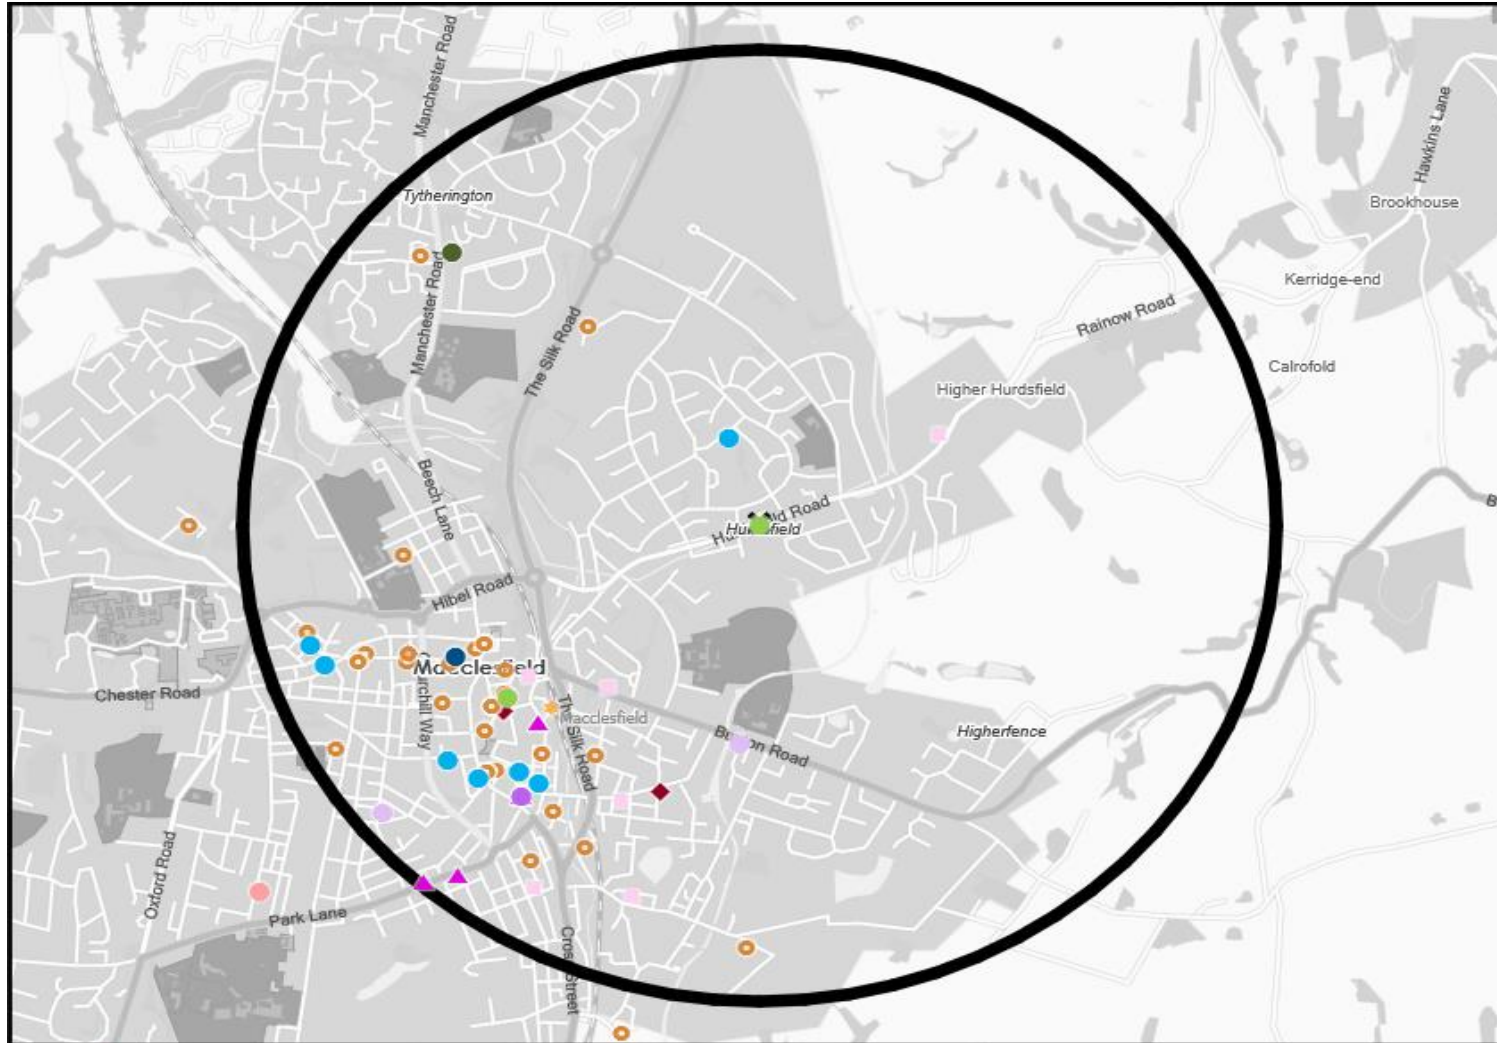 Manchester Road
Tytherington
Manchester Road
The Silk Road
Hawkins Lane
Brookhouse
Kerridge-end
Rainow Road
Calrofold
Higher Hurdsfield
Beech Lane
Road
Hibel Road
Macclesfield
Chester Road
Churchill Way
The Silk Road
Macclesfield
Road
Higherfence
Oxford Road
Park Lane
Cross Street
B